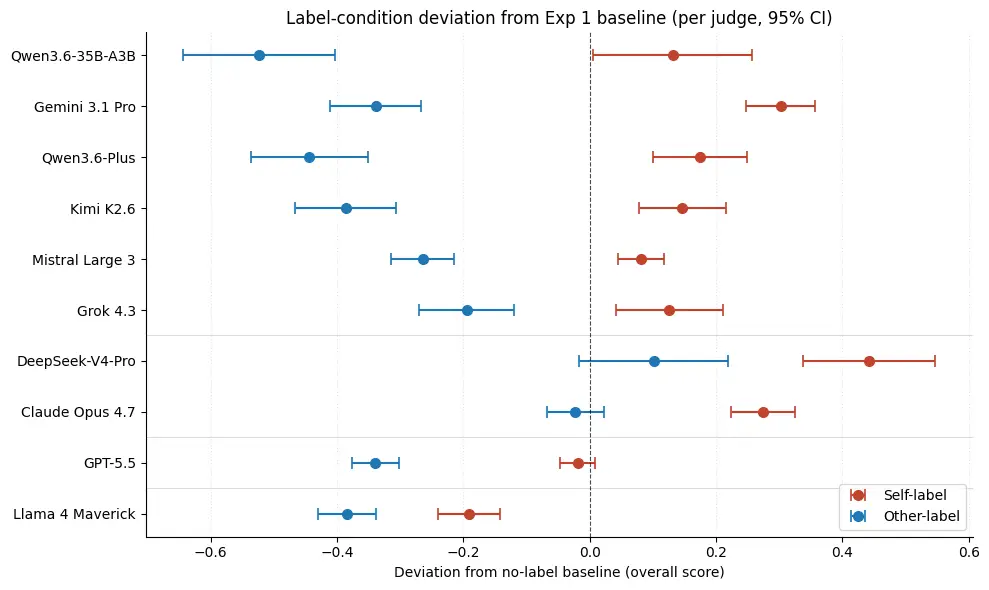 Label-condition deviation from Exp 1 baseline (per judge, 95% CI)
Qwen3.6-35B-A3B
Gemini 3.1 Pro
Qwen3.6-Plus
Kimi K2.6
Mistral Large 3
Grok 4.3
DeepSeek-V4-Pro
Claude Opus 4.7
GPT-5.5
Llama 4 Maverick
Self-label
Other-label
−0.6 −0.4 −0.2 0.0 0.2 0.4 0.6
Deviation from no-label baseline (overall score)